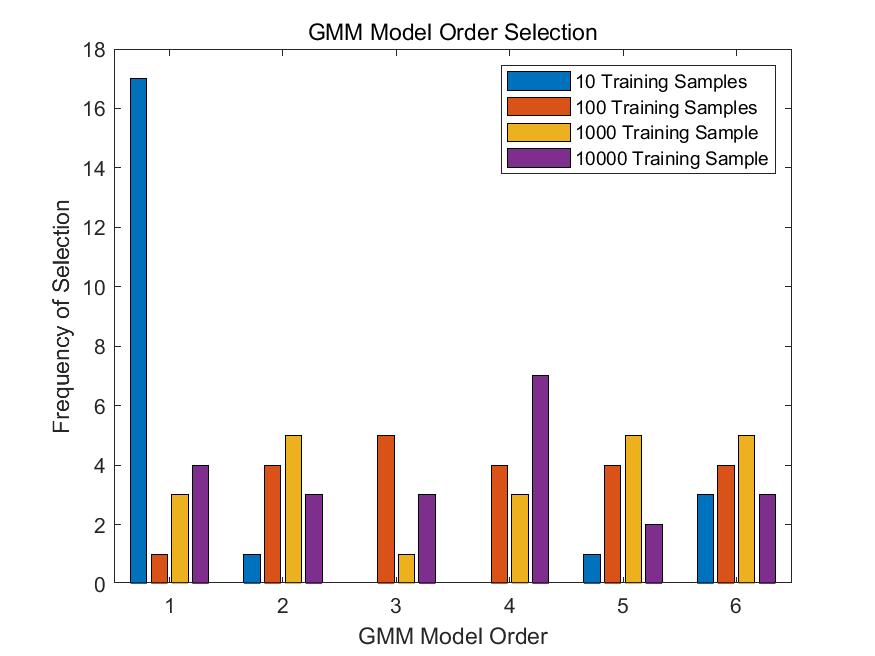 GMM Model Order Selection
18
16
14
12
10
8
6
4
2
0
Frequency of Selection
10 Training Samples
100 Training Samples
1000 Training Sample
10000 Training Sample
1 2 3 4 5 6
GMM Model Order